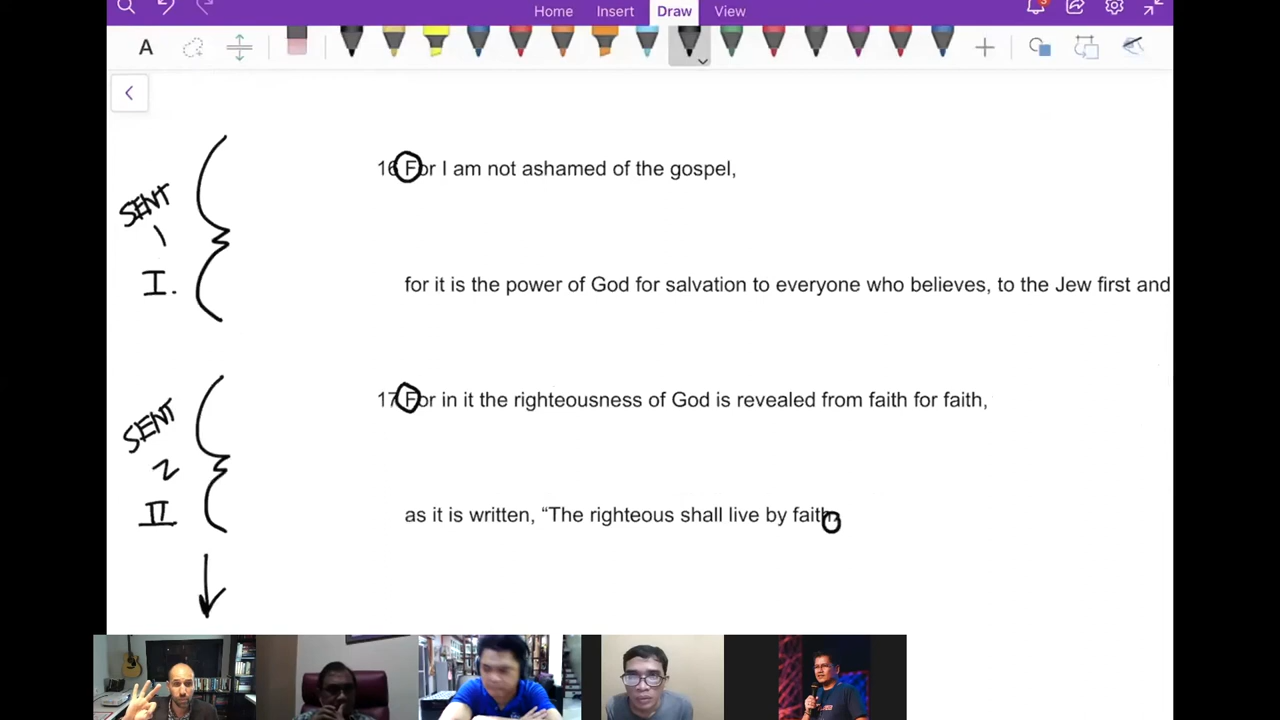 Home Insert Draw View
A
SENT
1
I.
16 For I am not ashamed of the gospel,
for it is the power of God for salvation to everyone who believes, to the Jew first and
SENT
2
II
17 For in it the righteousness of God is revealed from faith for faith,
as it is written, “The righteous shall live by faith.